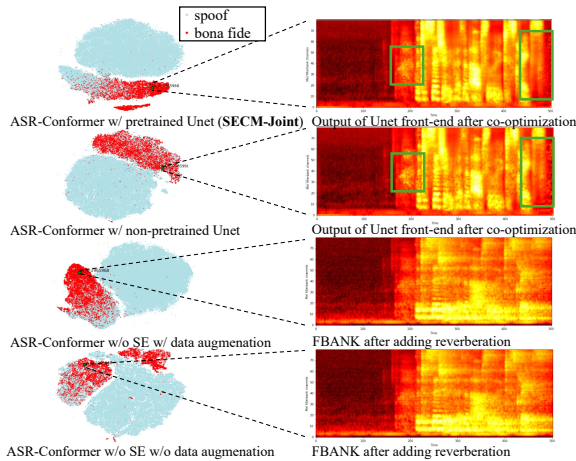 spoof
bona fide
ASR-Conformer w/ pretrained Unet (SECM-Joint)
Output of Unet front-end after co-optimization
ASR-Conformer w/ non-pretrained Unet
Output of Unet front-end after co-optimization
ASR-Conformer w/o SE w/ data augmenation
FBANK after adding reverberation
ASR-Conformer w/o SE w/o data augmenation
FBANK after adding reverberation